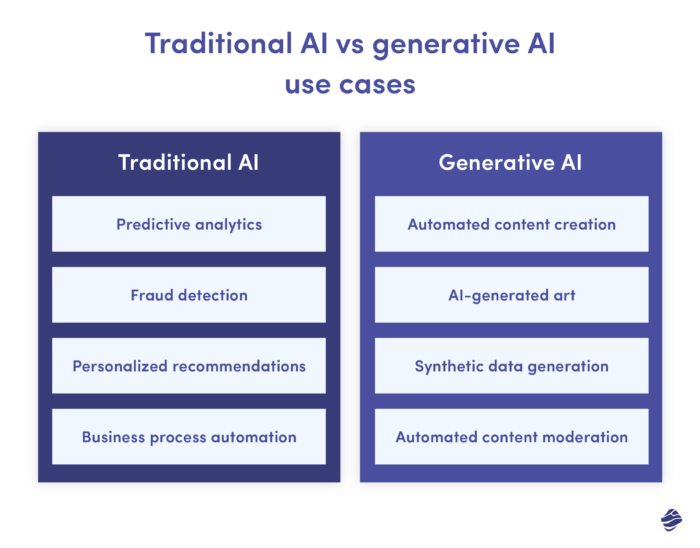 Traditional AI vs generative AI
use cases
Traditional AI
Predictive analytics
Fraud detection
Personalized recommendations
Business process automation
Generative AI
Automated content creation
AI-generated art
Synthetic data generation
Automated content moderation